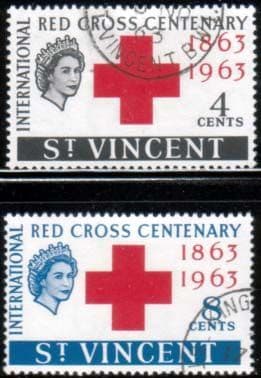 INTERNATIONAL
RED CROSS CENTENARY
1863
1963
4
CENTS
ST VINCENT
VINCENT B.W.
INTERNATIONAL
RED CROSS CENTENARY
1863
1963
8
CENTS
ST VINCENT